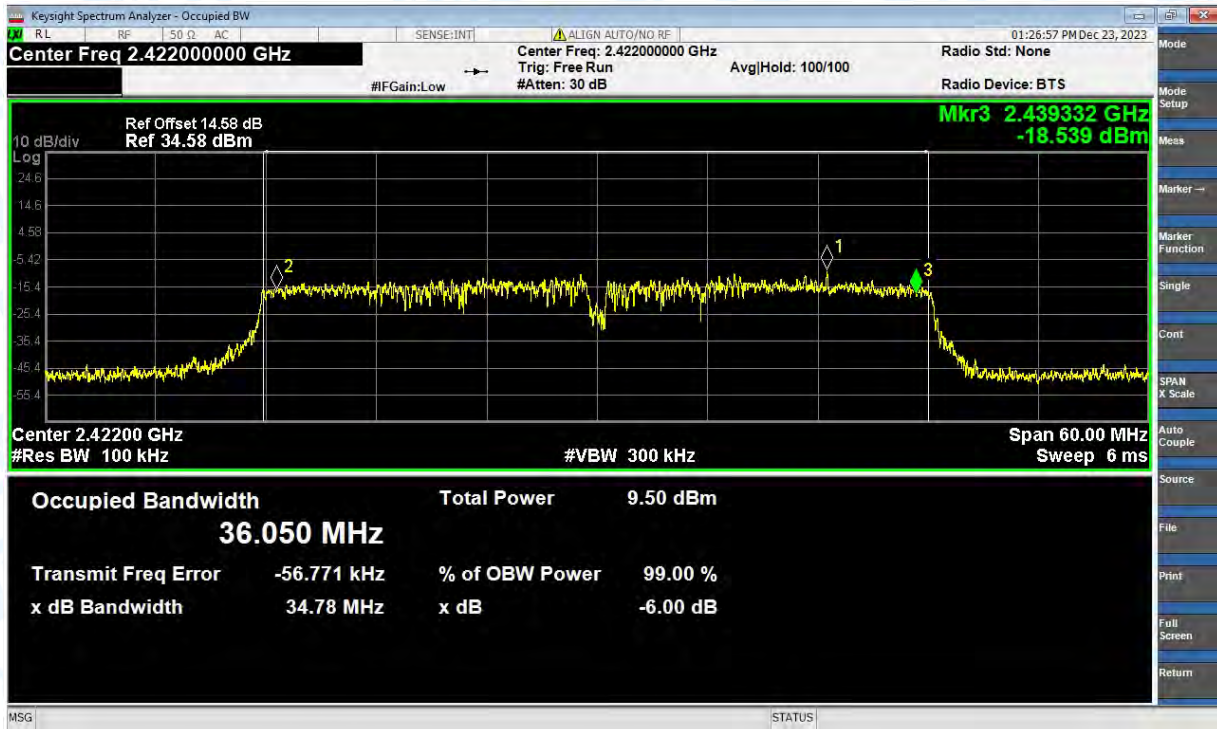 Keysight Spectrum Analyzer - Occupied BW
LXI RL RF 50 Ω AC SENSE:INT ALIGN AUTO/NO RF 01:26:57 PM Dec 23, 2023
Center Freq 2.422000000 GHz
Center Freq: 2.422000000 GHz
Radio Std: None
Trig: Free Run
Avg|Hold: 100/100
#IFGain:Low
#Atten: 30 dB
Radio Device: BTS
Mkr3 2.439332 GHz
-18.539 dBm
Ref Offset 14.58 dB
10 dB/div Ref 34.58 dBm
Log
24.6
14.6
4.58
-5.42
-15.4
-25.4
-35.4
-45.4
-55.4
1
2
3
Center 2.42200 GHz
Span 60.00 MHz
#Res BW 100 kHz
#VBW 300 kHz
Sweep 6 ms
Occupied Bandwidth
Total Power 9.50 dBm
36.050 MHz
Transmit Freq Error -56.771 kHz
% of OBW Power 99.00 %
x dB Bandwidth 34.78 MHz
x dB -6.00 dB
MSG
STATUS
Mode
Mode
Setup
Meas
Marker→
Marker
Function
Single
Cont
SPAN
X Scale
Auto
Couple
Source
File
Print
Full
Screen
Return